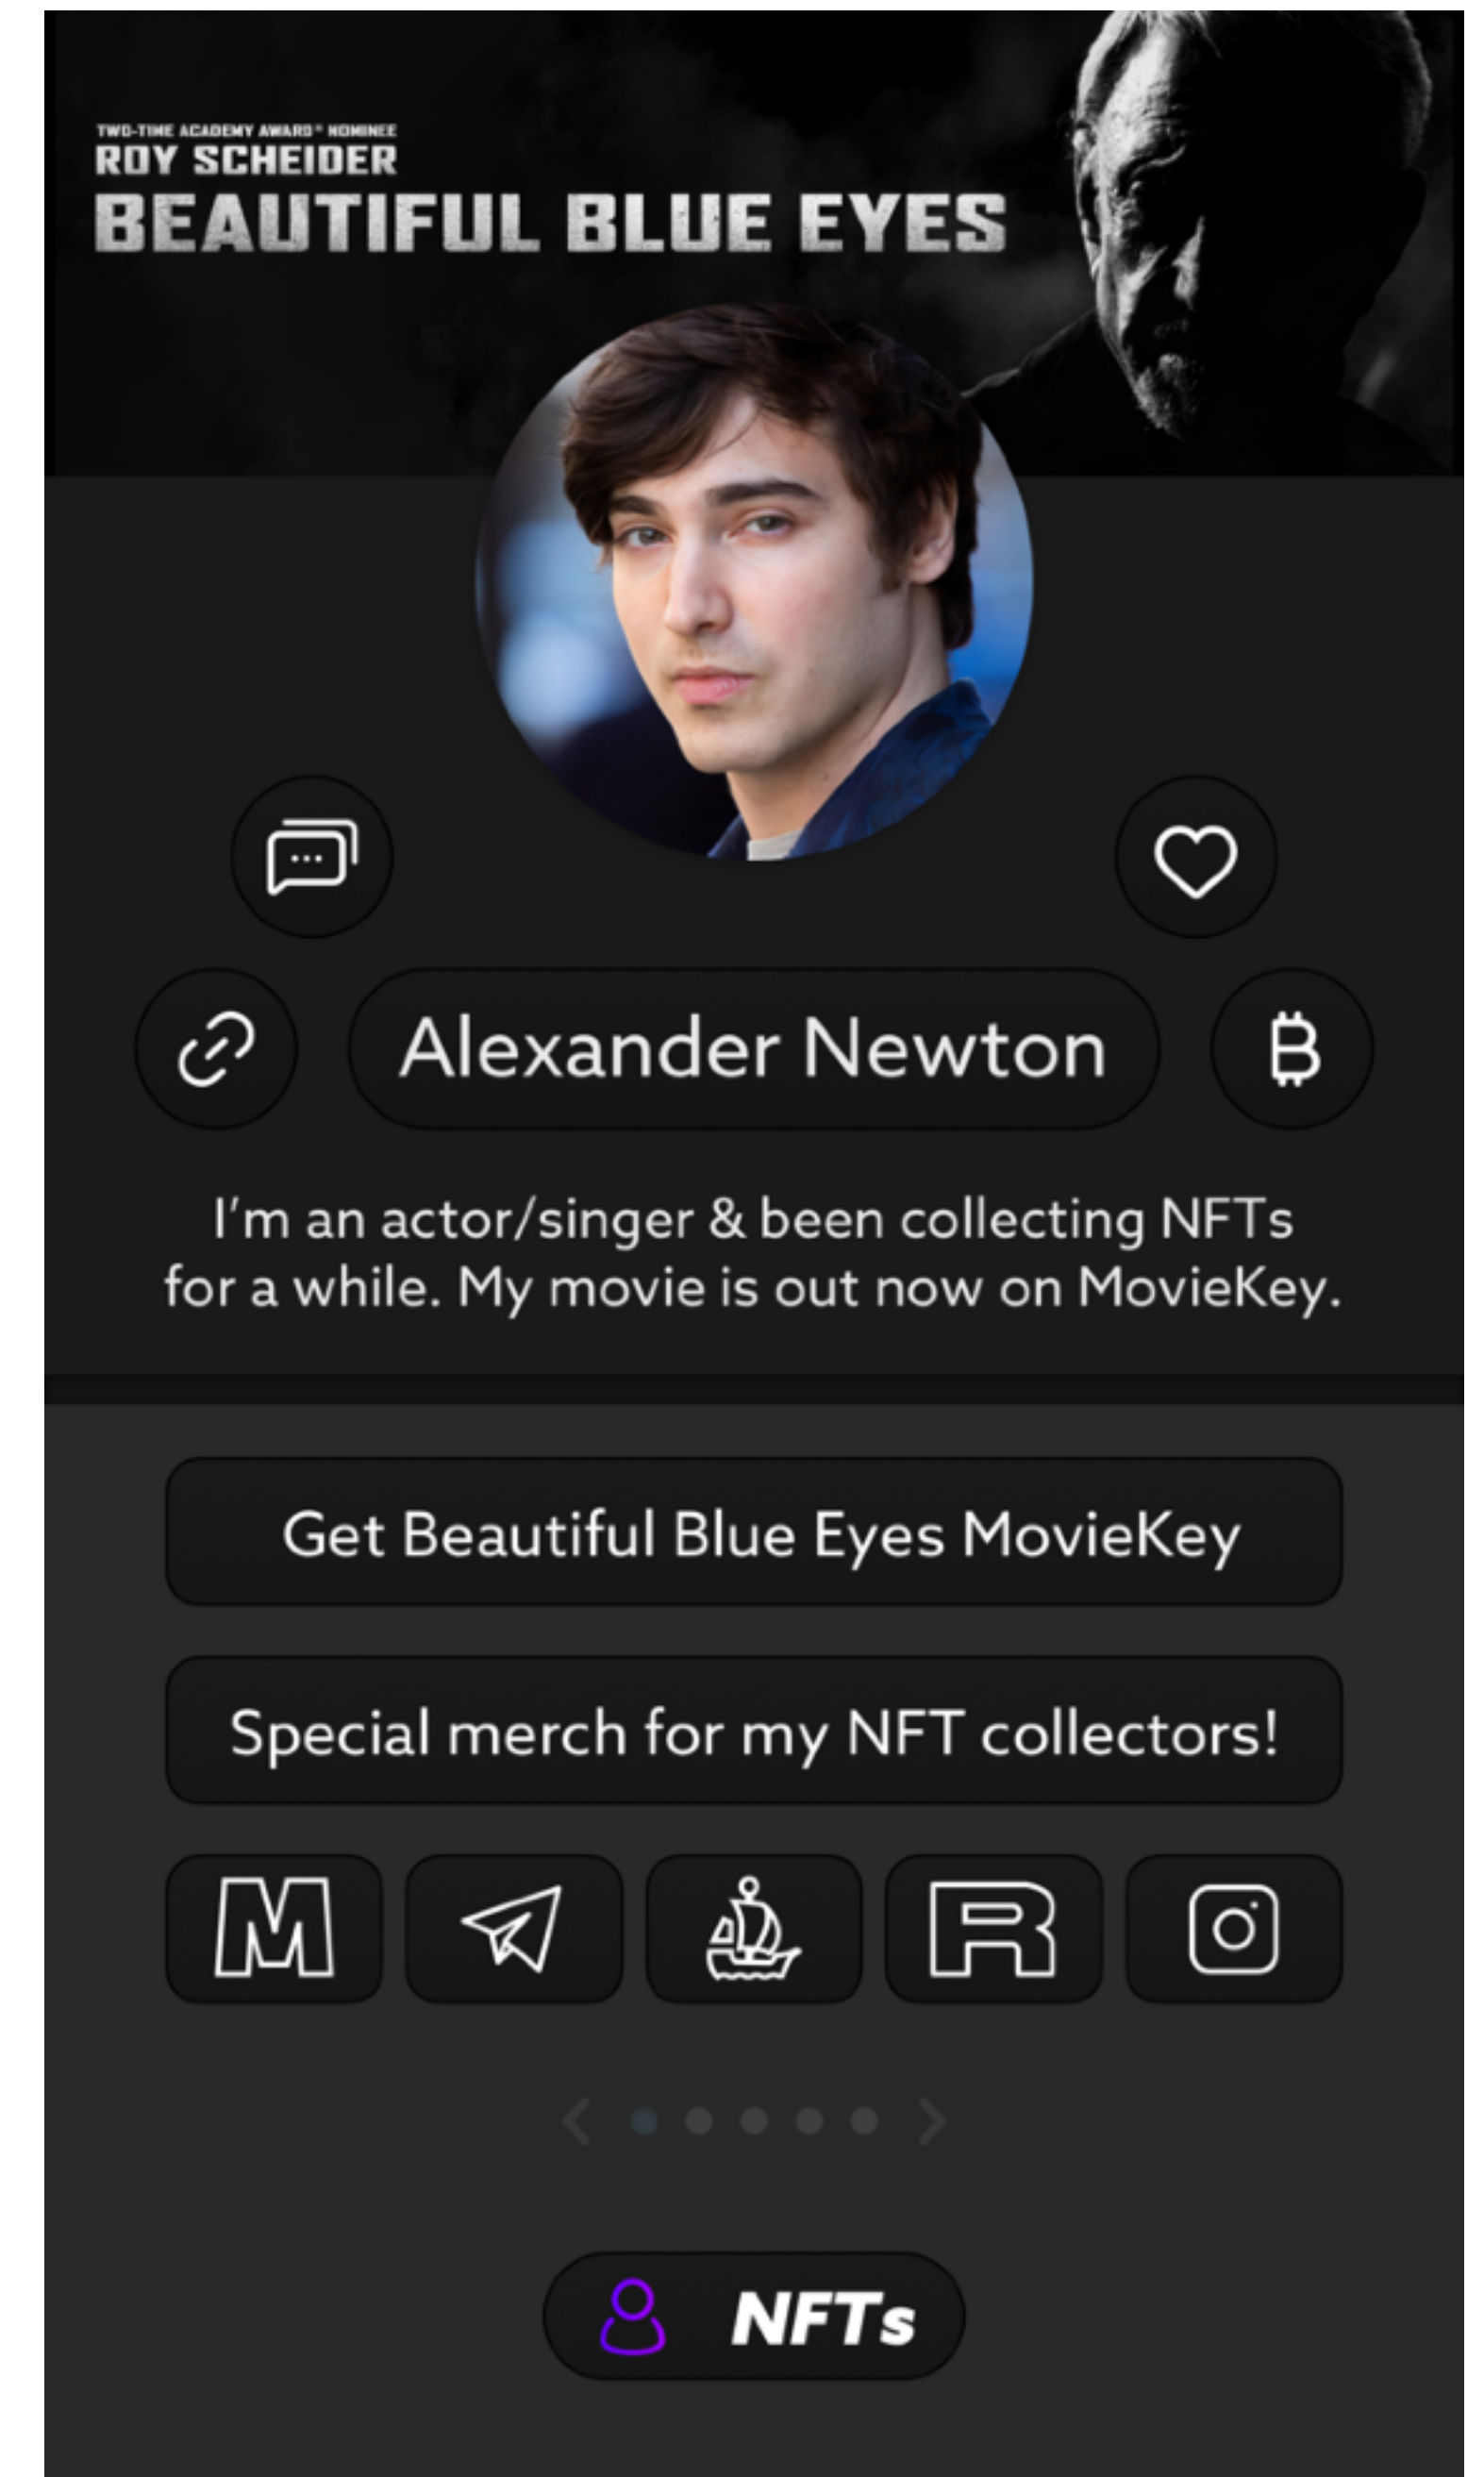 TWO-TIME ACADEMY AWARD® NOMINEE
ROY SCHEIDER
BEAUTIFUL BLUE EYES
Alexander Newton
I'm an actor/singer & been collecting NFTs
for a while. My movie is out now on MovieKey.
Get Beautiful Blue Eyes MovieKey
Special merch for my NFT collectors!
M
R
NFTs